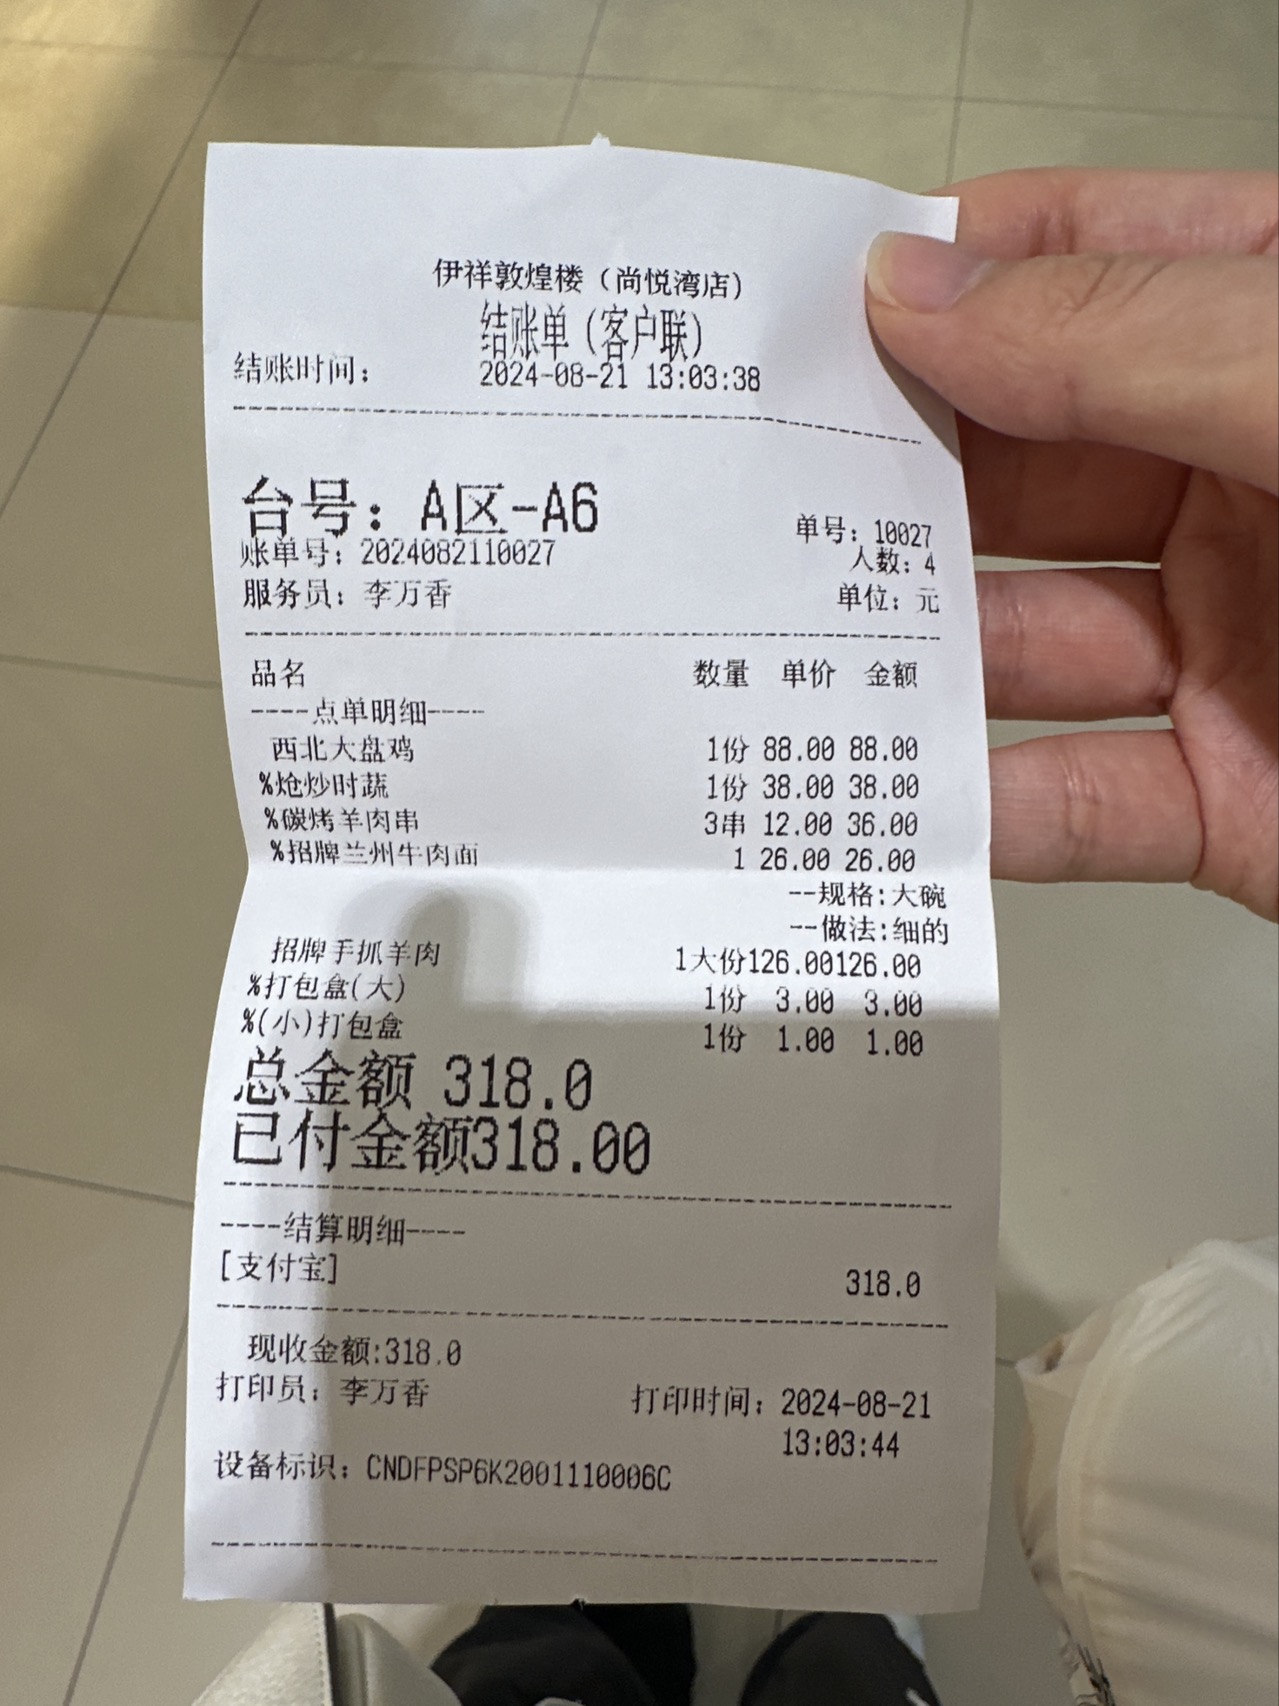 伊祥敦煌楼（尚悦湾店）
结账单（客户联）
结账时间： 2024-08-21 13:03:38
台号：A区-A6
单号：10027
账单号：2024082110027 人数：4
服务员：李万香 单位：元
品名 数量 单价 金额
----点单明细----
西北大盘鸡 1份 88.00 88.00
%炝炒时蔬 1份 38.00 38.00
%碳烤羊肉串 3串 12.00 36.00
%招牌兰州牛肉面 1 26.00 26.00
--规格:大碗
--做法:细的
招牌手抓羊肉 1大份126.00126.00
%打包盒(大) 1份 3.00 3.00
%(小)打包盒 1份 1.00 1.00
总金额 318.0
已付金额318.00
----结算明细----
[支付宝] 318.0
现收金额:318.0
打印员：李万香 打印时间：2024-08-21
13:03:44
设备标识：CNDFPSP6K2001110006C